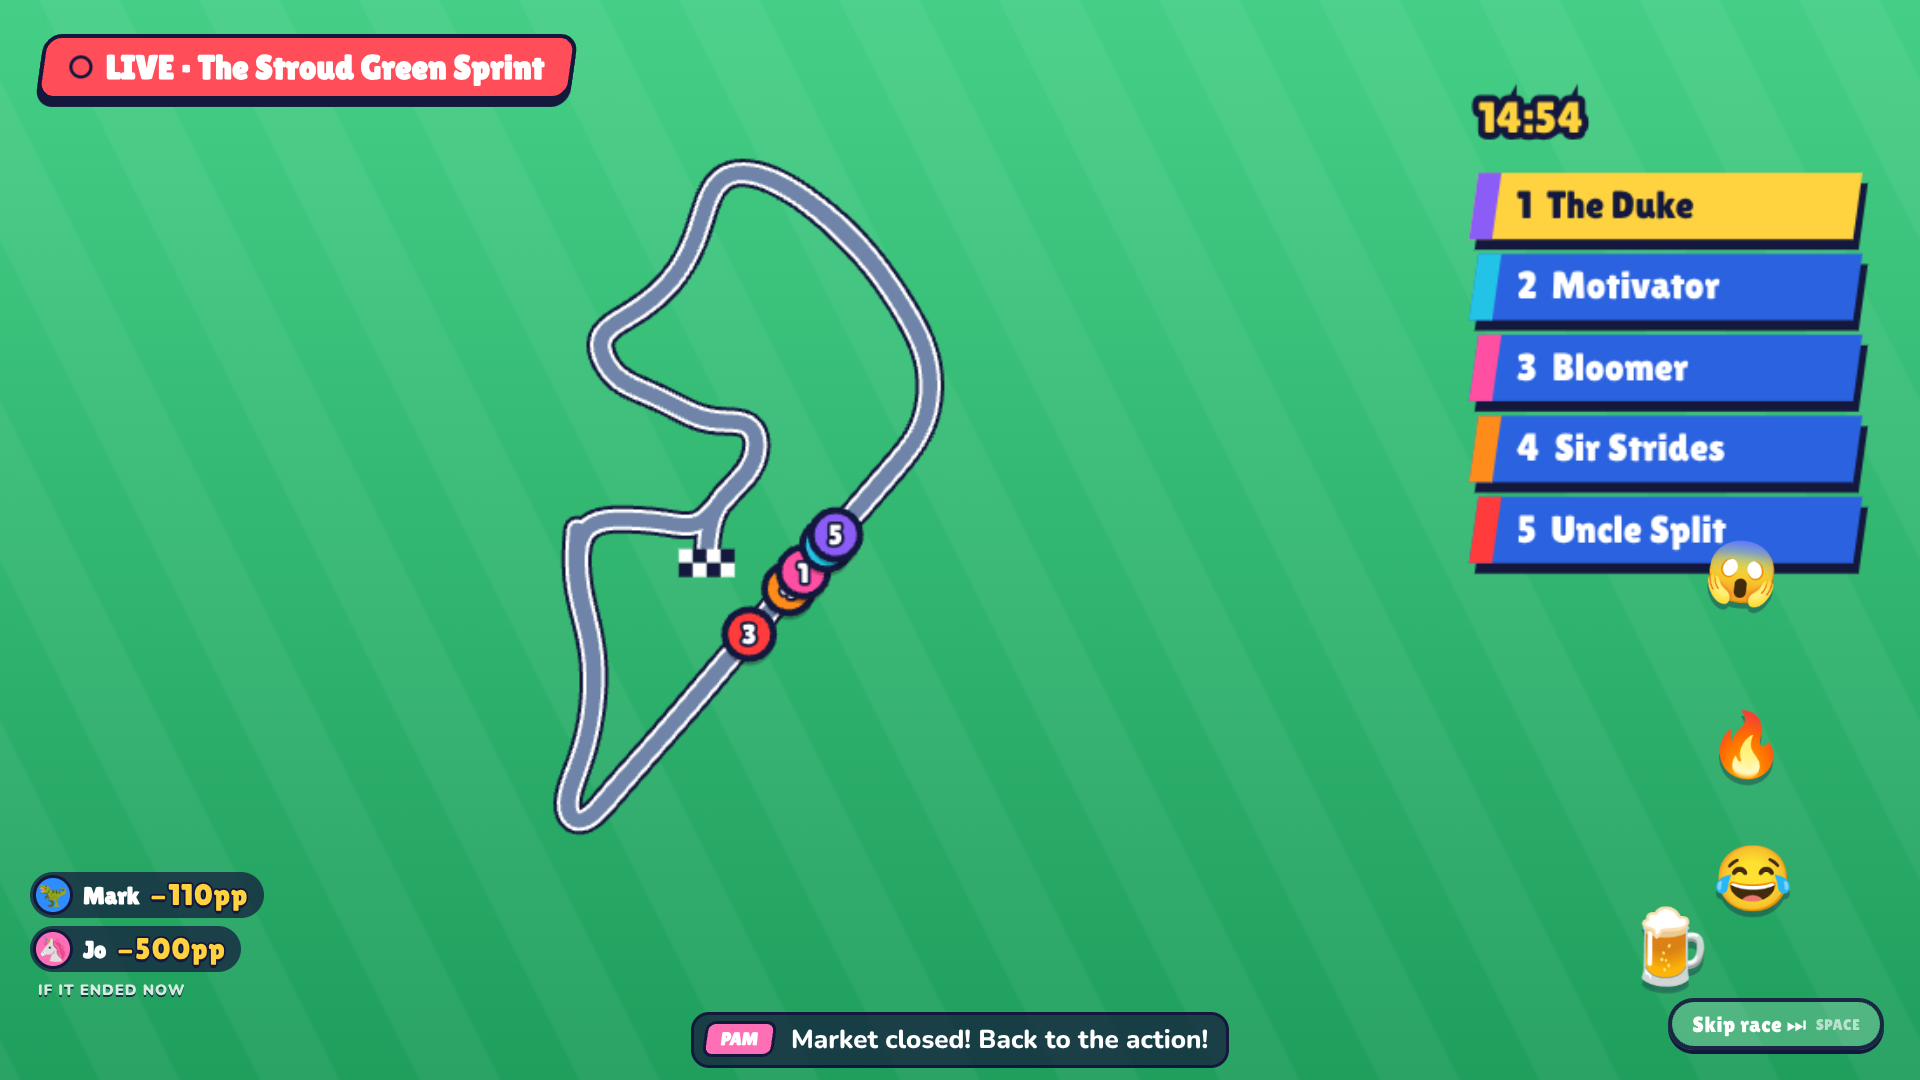 LIVE · The Stroud Green Sprint
14:54
1 The Duke
2 Motivator
3 Bloomer
4 Sir Strides
5 Uncle Split
5
1
3
Mark -110pp
Jo -500pp
IF IT ENDED NOW
PAM Market closed! Back to the action!
Skip race SPACE